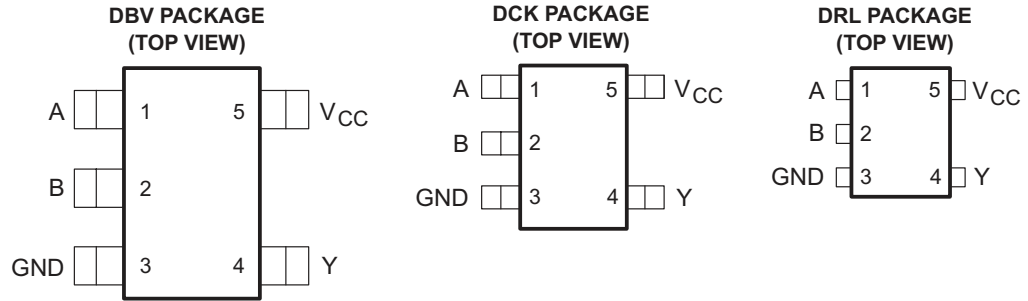 DBV PACKAGE
(TOP VIEW)
A 1 5 VCC
B 2
GND 3 4 Y
DCK PACKAGE
(TOP VIEW)
A 1 5 VCC
B 2
GND 3 4 Y
DRL PACKAGE
(TOP VIEW)
A 1 5 VCC
B 2
GND 3 4 Y